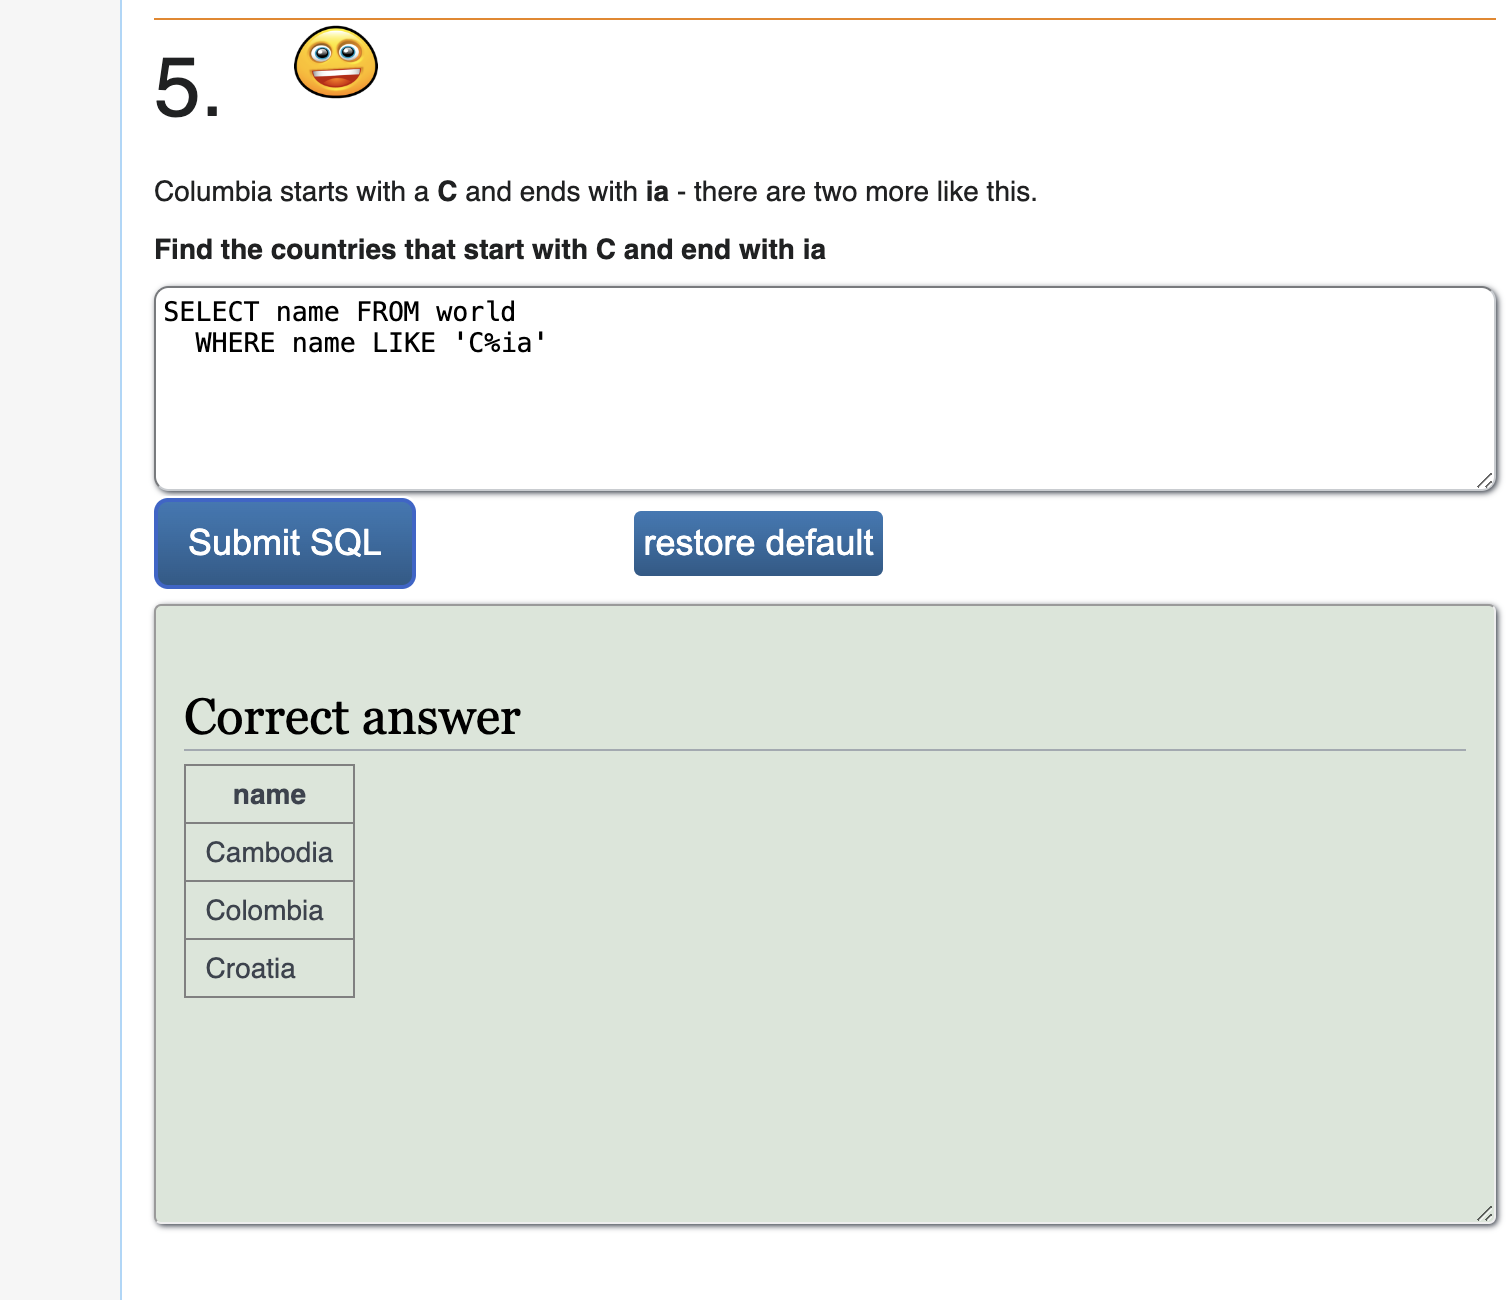 5.
Columbia starts with a C and ends with ia - there are two more like this.
Find the countries that start with C and end with ia
SELECT name FROM world
  WHERE name LIKE 'C%ia'
Submit SQL
restore default
Correct answer
name
Cambodia
Colombia
Croatia